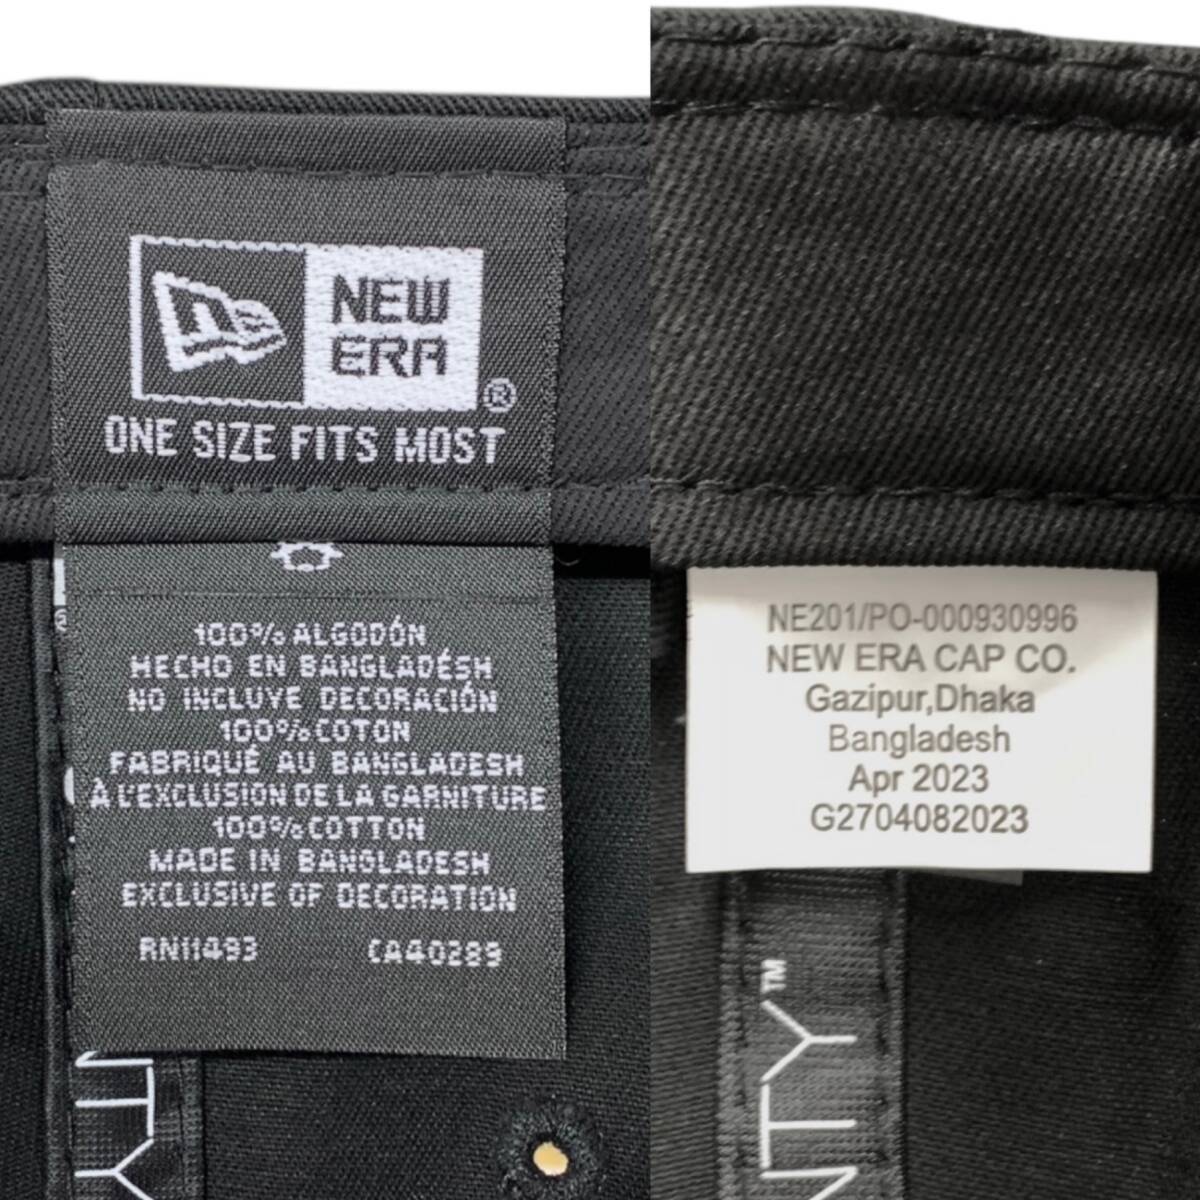 NEW
ERA
®
ONE SIZE FITS MOST
100% ALGODÓN
HECHO EN BANGLADÉSH
NO INCLUYE DECORACIÓN
100% COTON
FABRIQUÉ AU BANGLADESH
À L'EXCLUSION DE LA GARNITURE
100% COTTON
MADE IN BANGLADESH
EXCLUSIVE OF DECORATION
RN11493 CA40289
NTY
NE201/PO-000930996
NEW ERA CAP CO.
Gazipur,Dhaka
Bangladesh
Apr 2023
G2704082023
NTY™